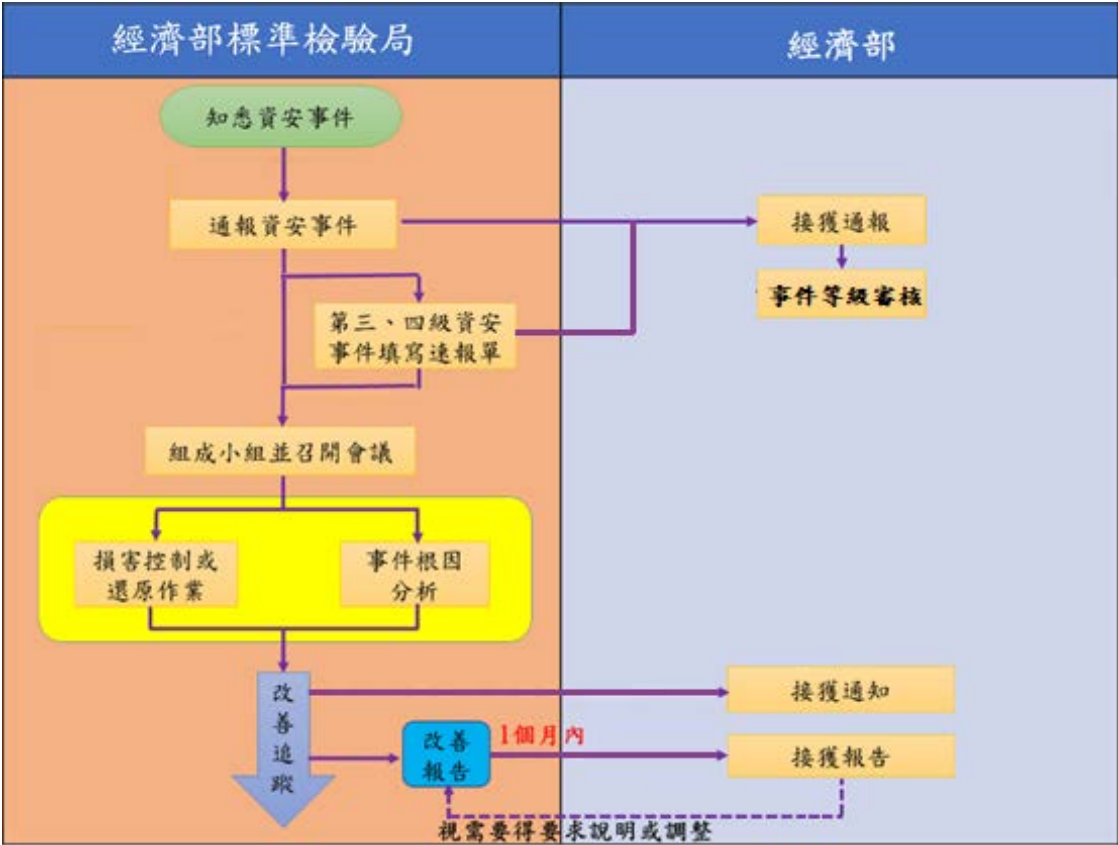 經濟部標準檢驗局
經濟部
知悉資安事件
通報資安事件
接獲通報
事件等級審核
第三、四級資安
事件填寫速報單
組成小組並召開會議
損害控制或
還原作業
事件根因
分析
改
善
追
蹤
接獲通知
改善
報告
1個月內
接獲報告
視需要得要求說明或調整